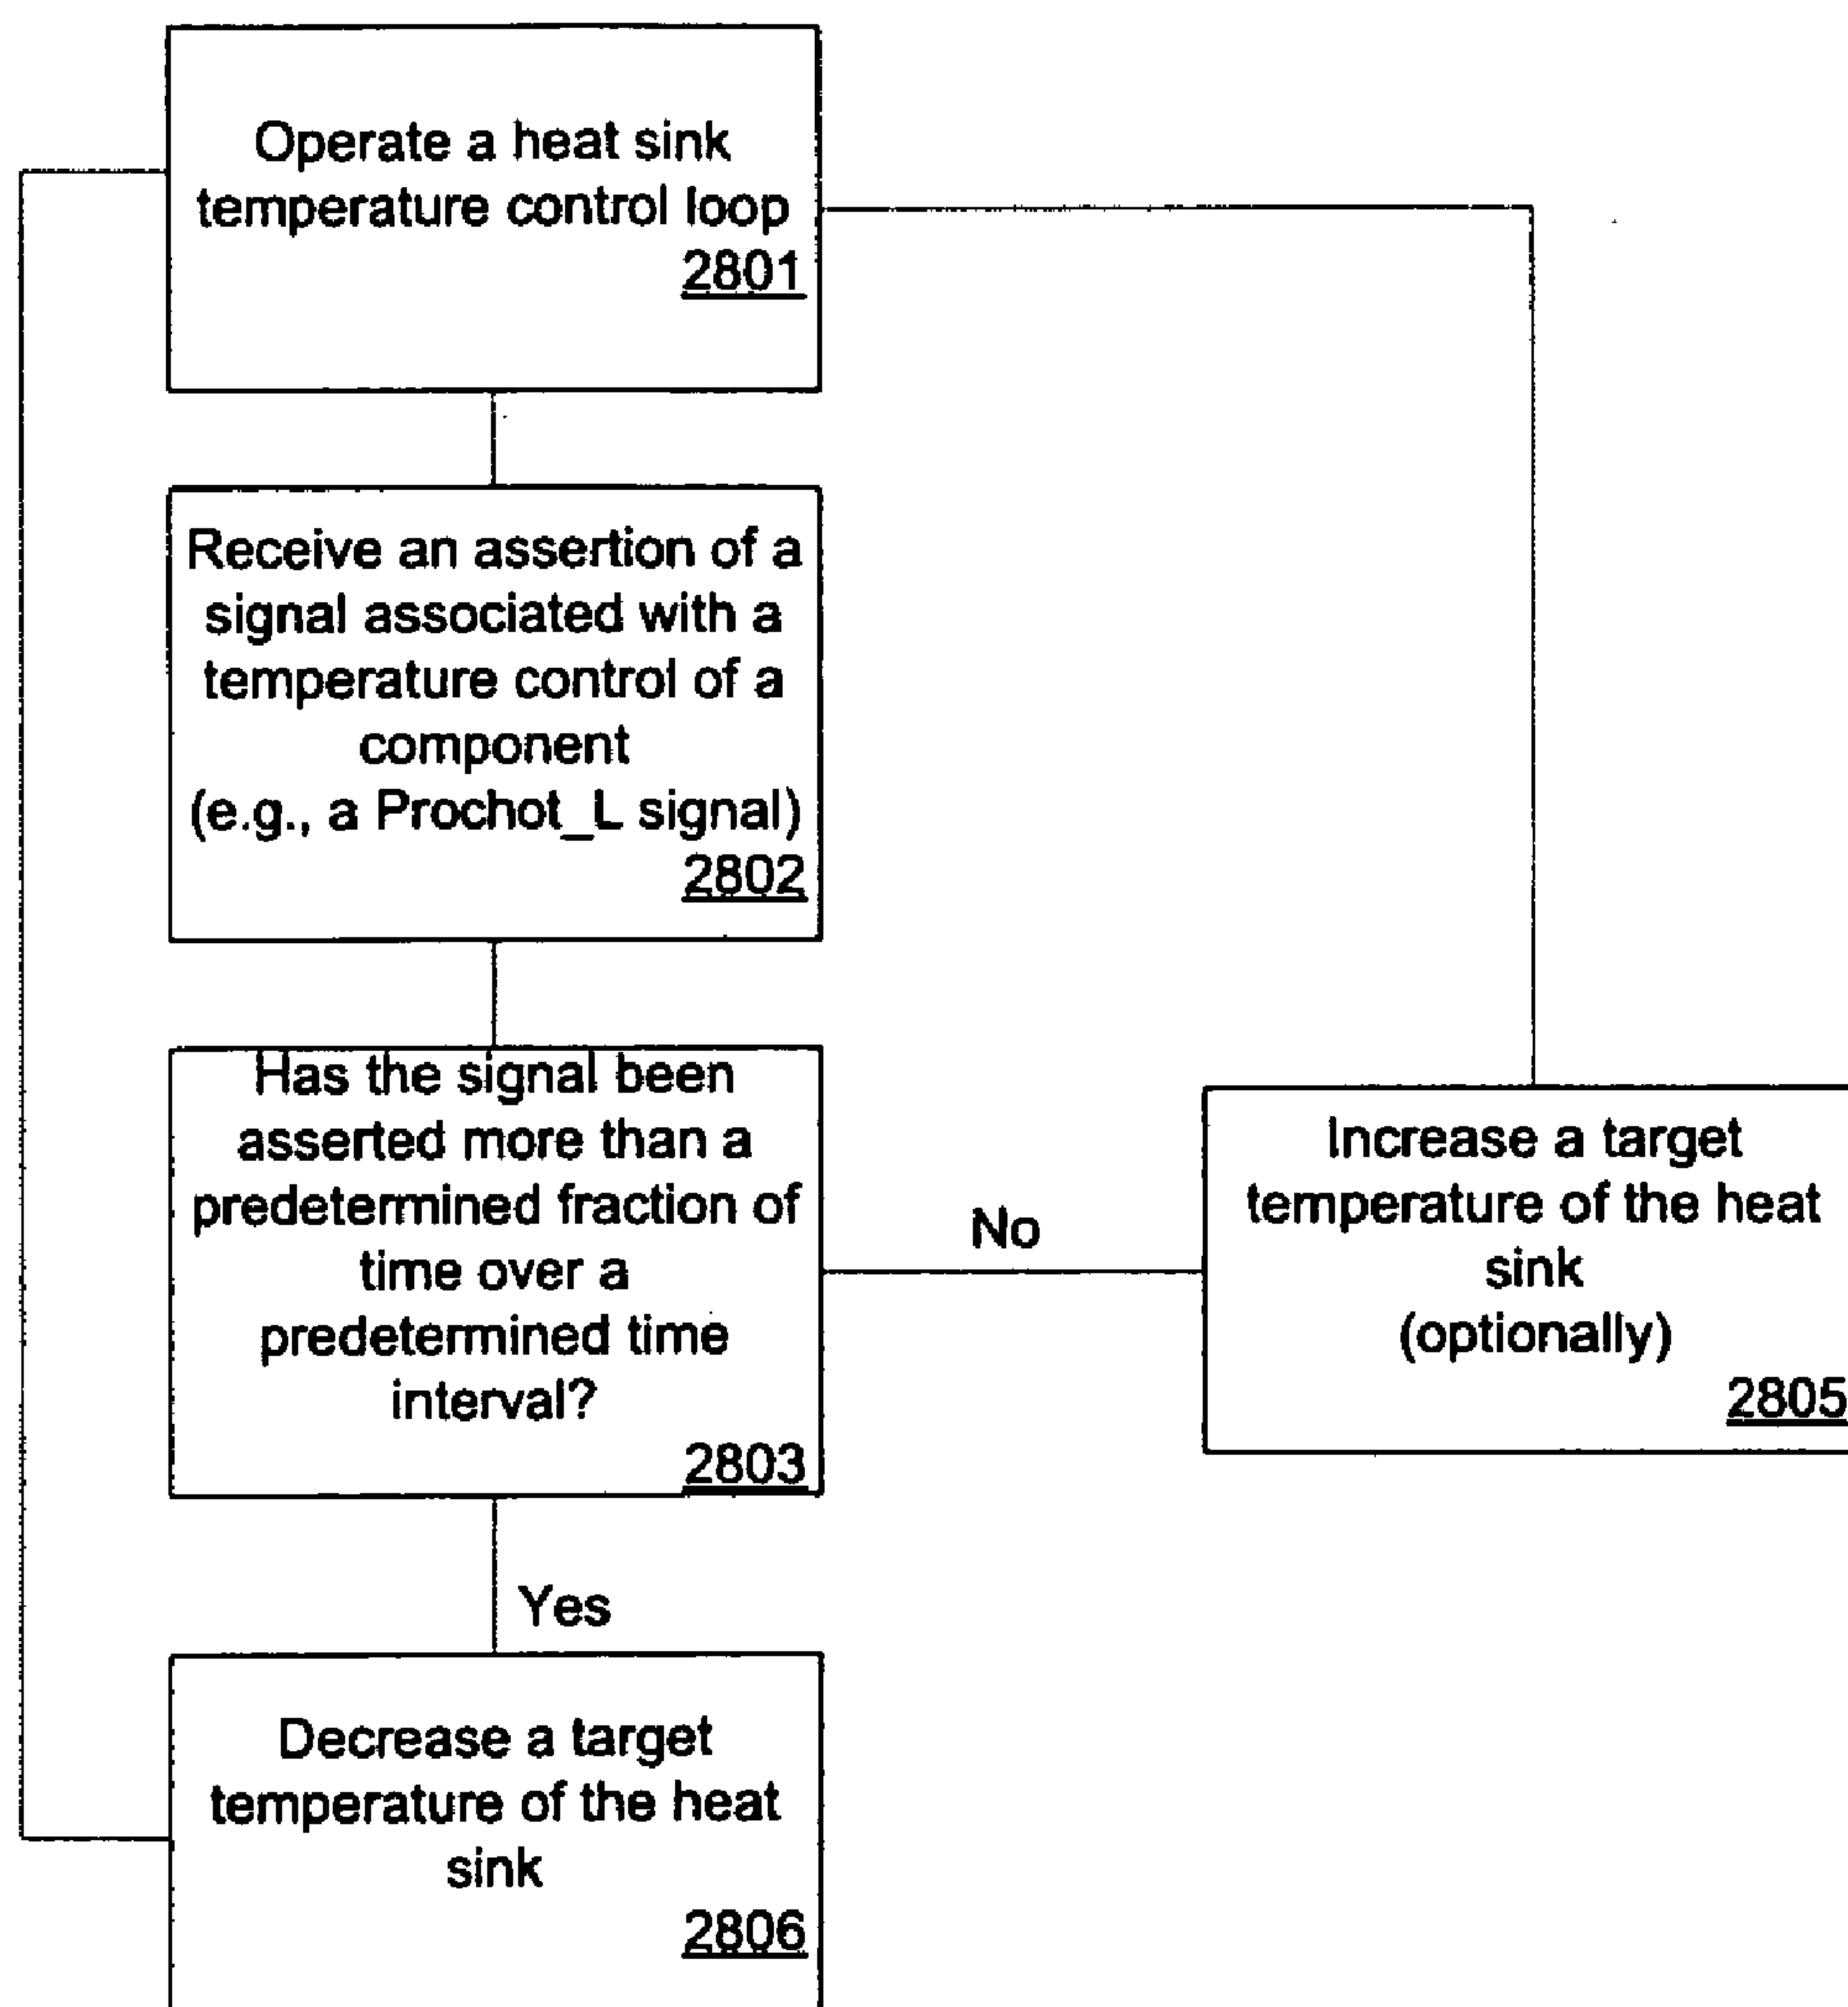 Operate a heat sink
temperature control loop
2801
Receive an assertion of a
signal associated with a
temperature control of a
component
(e.g., a Prochot_L signal)
2802
Has the signal been
asserted more than a
predetermined fraction of
time over a
predetermined time
interval?
2803
No
Increase a target
temperature of the heat
sink
(optionally)
2805
Yes
Decrease a target
temperature of the heat
sink
2806